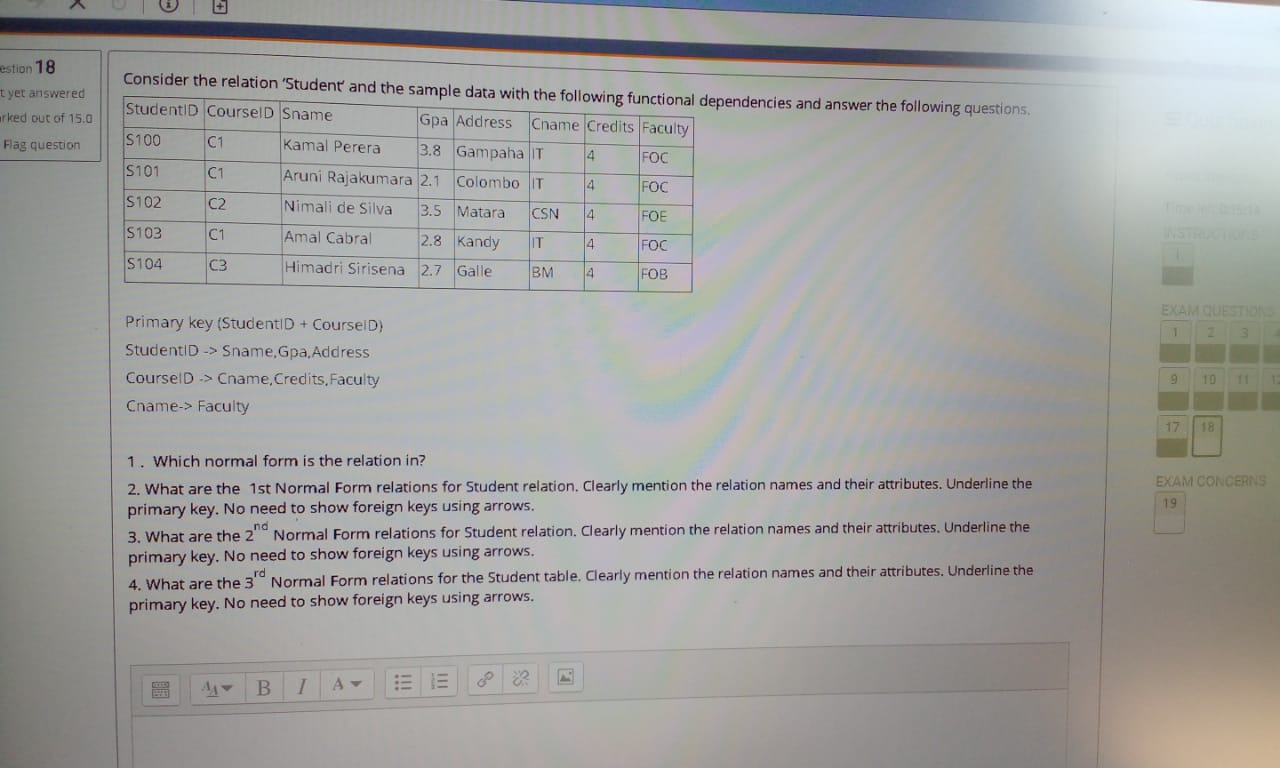 estion 18
t yet answered
rked out of 15.0
Flag question
Consider the relation ‘Student’ and the sample data with the following functional dependencies and answer the following questions.
StudentID CourseID Sname Gpa Address Cname Credits Faculty
S100 C1 Kamal Perera 3.8 Gampaha IT 4 FOC
S101 C1 Aruni Rajakumara 2.1 Colombo IT 4 FOC
S102 C2 Nimali de Silva 3.5 Matara CSN 4 FOE
S103 C1 Amal Cabral 2.8 Kandy IT 4 FOC
S104 C3 Himadri Sirisena 2.7 Galle BM 4 FOB
Primary key (StudentID + CourseID)
StudentID -> Sname,Gpa,Address
CourseID -> Cname,Credits,Faculty
Cname-> Faculty
1. Which normal form is the relation in?
2. What are the 1st Normal Form relations for Student relation. Clearly mention the relation names and their attributes. Underline the
primary key. No need to show foreign keys using arrows.
3. What are the 2nd Normal Form relations for Student relation. Clearly mention the relation names and their attributes. Underline the
primary key. No need to show foreign keys using arrows.
4. What are the 3rd Normal Form relations for the Student table. Clearly mention the relation names and their attributes. Underline the
primary key. No need to show foreign keys using arrows.
B I A
INSTRUCTIONS
i
EXAM QUESTIONS
1 2 3
9 10 11
17 18
EXAM CONCERNS
19